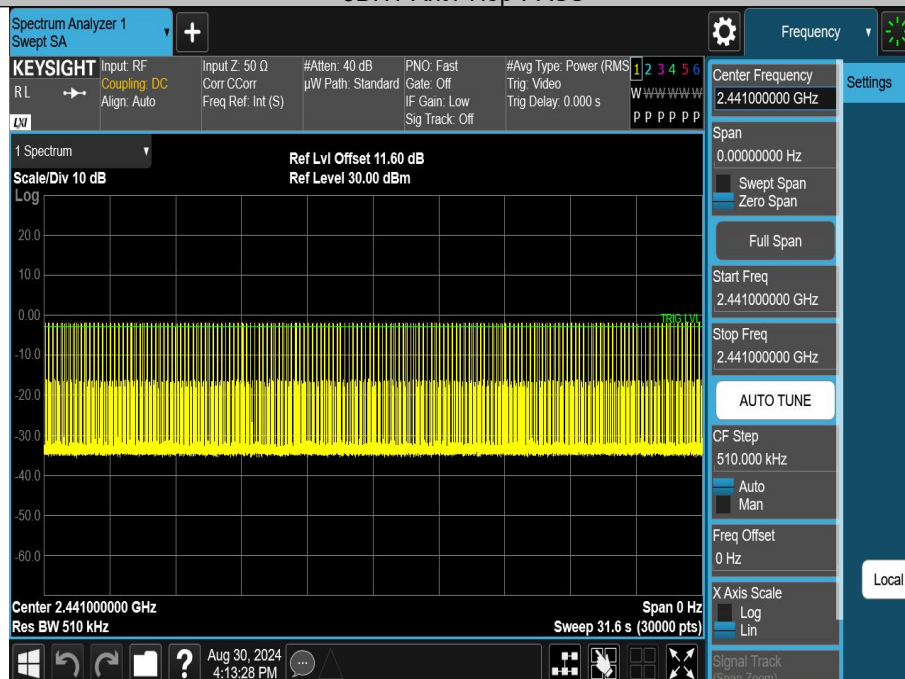 Spectrum Analyzer 1
Swept SA
Frequency
KEYSIGHT
RL
LXI
Input: RF
Coupling: DC
Align: Auto
Input Z: 50 Ω
Corr CCorr
Freq Ref: Int (S)
#Atten: 40 dB
µW Path: Standard
PNO: Fast
Gate: Off
IF Gain: Low
Sig Track: Off
#Avg Type: Power (RMS
Trig: Video
Trig Delay: 0.000 s
1 2 3 4 5 6
W W W W W W
P P P P P P
1 Spectrum
Scale/Div 10 dB
Log
Ref Lvl Offset 11.60 dB
Ref Level 30.00 dBm
20.0
10.0
0.00
TRIG LVL
-10.0
-20.0
-30.0
-40.0
-50.0
-60.0
Center 2.441000000 GHz
Res BW 510 kHz
Span 0 Hz
Sweep 31.6 s (30000 pts)
Center Frequency
2.441000000 GHz
Settings
Span
0.00000000 Hz
Swept Span
Zero Span
Full Span
Start Freq
2.441000000 GHz
Stop Freq
2.441000000 GHz
AUTO TUNE
CF Step
510.000 kHz
Auto
Man
Freq Offset
0 Hz
Local
X Axis Scale
Log
Lin
Signal Track
(Span Zoom)
?
Aug 30, 2024
4:13:28 PM